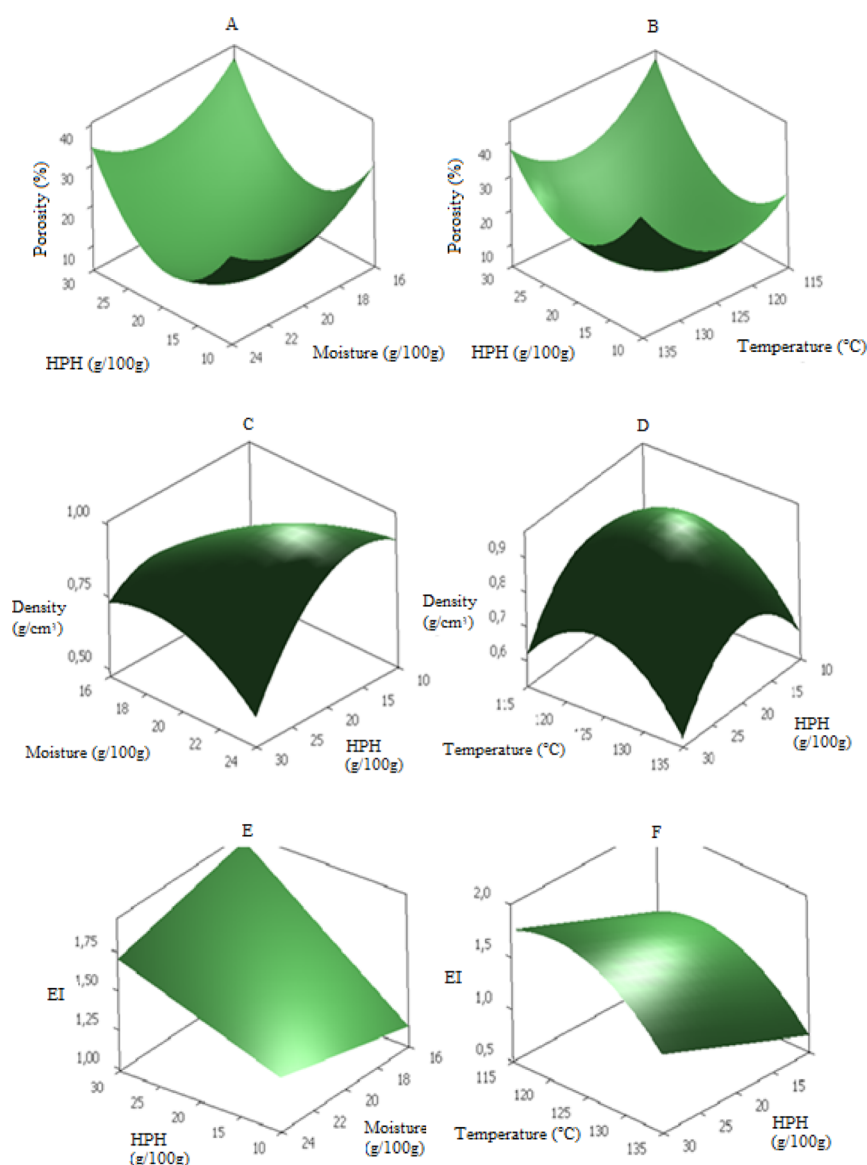 A
Porosity (%)
40
30
20
10
30
25
20
15
10
HPH (g/100g)
24
22
20
18
16
Moisture (g/100g)
B
Porosity (%)
40
30
20
10
30
25
20
15
10
HPH (g/100g)
135
130
125
120
115
Temperature (°C)
C
Density
(g/cm³)
1,00
0,75
0,50
16
18
20
22
24
Moisture (g/100g)
30
25
20
15
10
HPH
(g/100g)
D
Density
(g/cm³)
0,9
0,8
0,7
0,6
115
120
125
130
135
Temperature (°C)
30
25
20
15
10
HPH
(g/100g)
E
EI
1,75
1,50
1,25
1,00
30
25
20
15
10
HPH
(g/100g)
24
22
20
18
16
Moisture
(g/100g)
F
EI
2,0
1,5
1,0
0,5
115
120
125
130
135
Temperature (°C)
30
25
20
15
HPH
(g/100g)